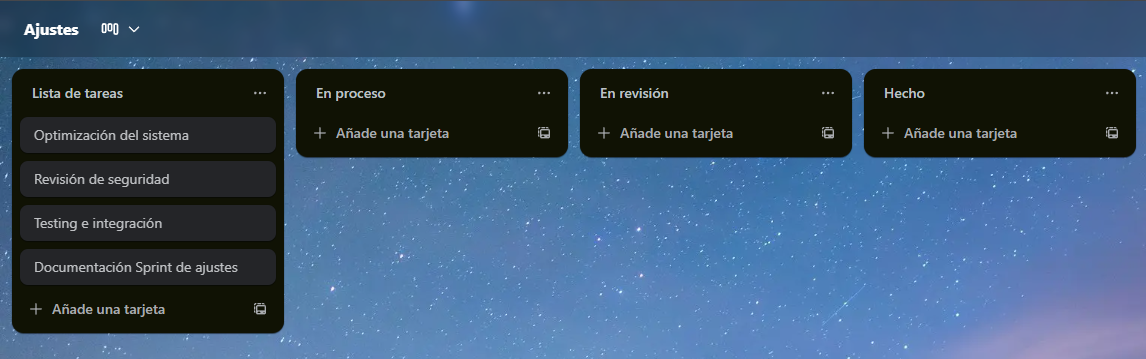 Ajustes
Lista de tareas
Optimización del sistema
Revisión de seguridad
Testing e integración
Documentación Sprint de ajustes
Añade una tarjeta
En proceso
Añade una tarjeta
En revisión
Añade una tarjeta
Hecho
Añade una tarjeta